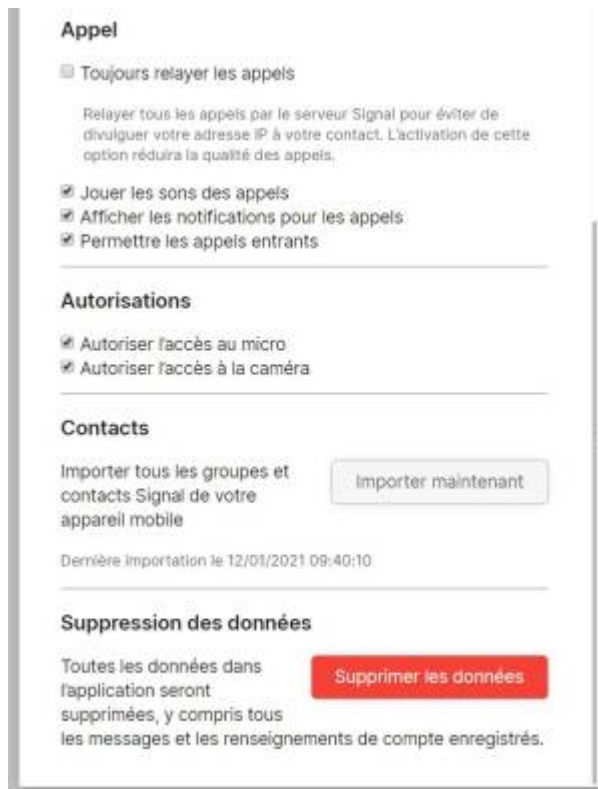 Appel
Toujours relayer les appels
Relayer tous les appels par le serveur Signal pour éviter de
divulguer votre adresse IP à votre contact. L'activation de cette
option réduira la qualité des appels.
Jouer les sons des appels
Afficher les notifications pour les appels
Permettre les appels entrants
Autorisations
Autoriser l'accès au micro
Autoriser l'accès à la caméra
Contacts
Importer tous les groupes et
contacts Signal de votre
appareil mobile
Importer maintenant
Dernière importation le 12/01/2021 09:40:10
Suppression des données
Toutes les données dans
l'application seront
supprimées, y compris tous
les messages et les renseignements de compte enregistrés.
Supprimer les données